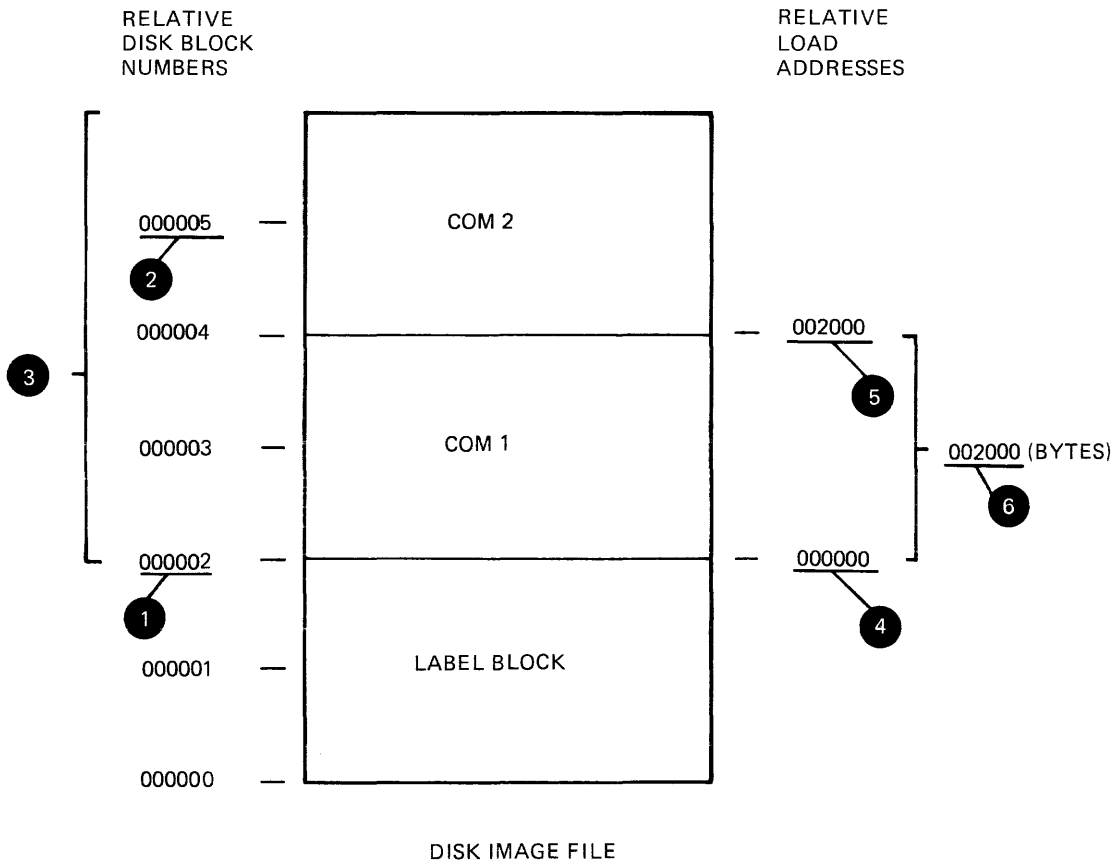 RELATIVE
DISK BLOCK
NUMBERS
RELATIVE
LOAD
ADDRESSES
000005
COM 2
2
000004
002000
3
5
000003
COM 1
002000 (BYTES)
6
000002
000000
1
4
000001
LABEL BLOCK
000000
DISK IMAGE FILE